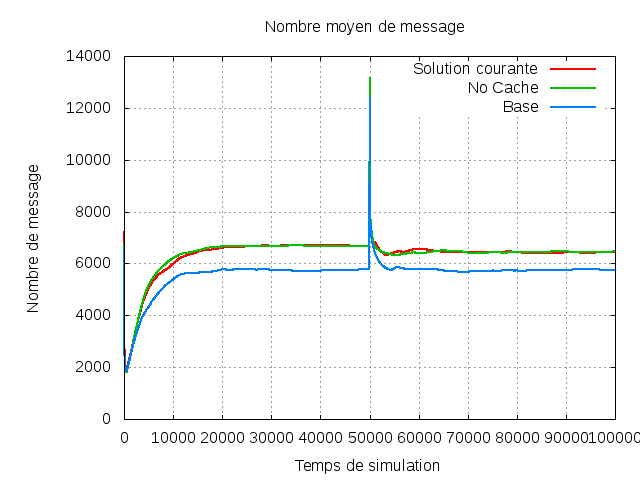 Nombre moyen de message
14000
12000
10000
8000
6000
4000
2000
0
Nombre de message
Solution courante
No Cache
Base
0 10000 20000 30000 40000 50000 60000 70000 80000 90000 100000
Temps de simulation